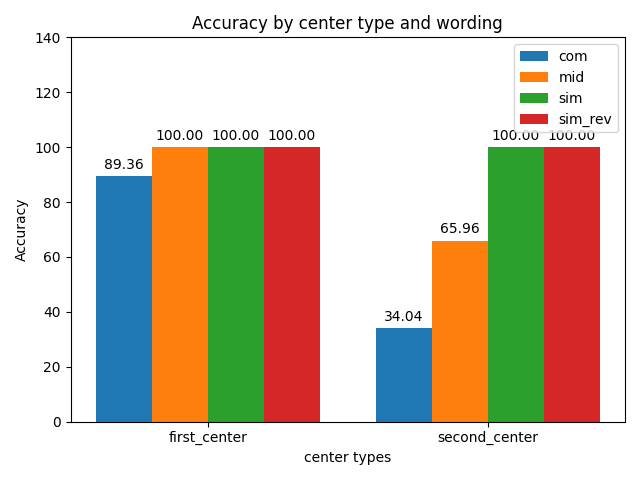 Accuracy by center type and wording
140
120
100
80
60
40
20
0
Accuracy
com
mid
sim
sim_rev
89.36
100.00
100.00
100.00
34.04
65.96
100.00
100.00
first_center
second_center
center types